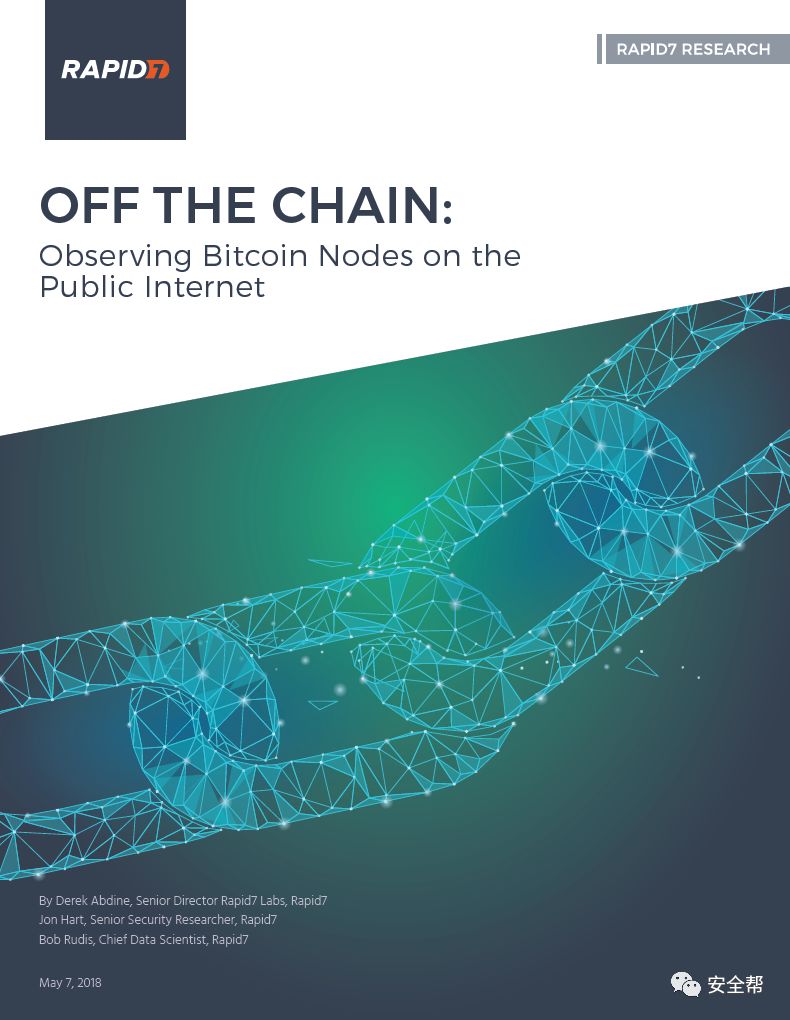 RAPID7
RAPID7 RESEARCH
OFF THE CHAIN:
Observing Bitcoin Nodes on the
Public Internet
By Derek Abdine, Senior Director Rapid7 Labs, Rapid7
Jon Hart, Senior Security Researcher, Rapid7
Bob Rudis, Chief Data Scientist, Rapid7
May 7, 2018
安全帮